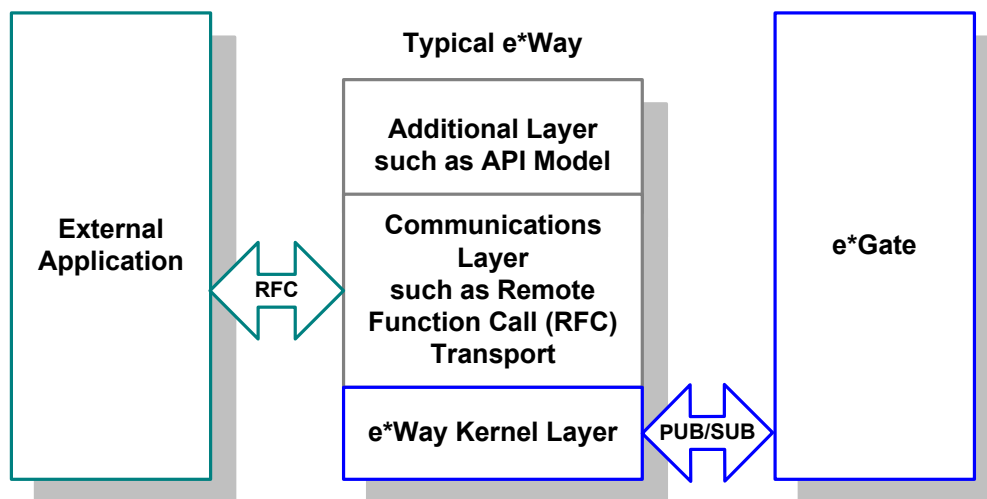 Typical e*Way
Additional Layer
such as API Model
External
Application
RFC
Communications
Layer
such as Remote
Function Call (RFC)
Transport
e*Way Kernel Layer
PUB/SUB
e*Gate